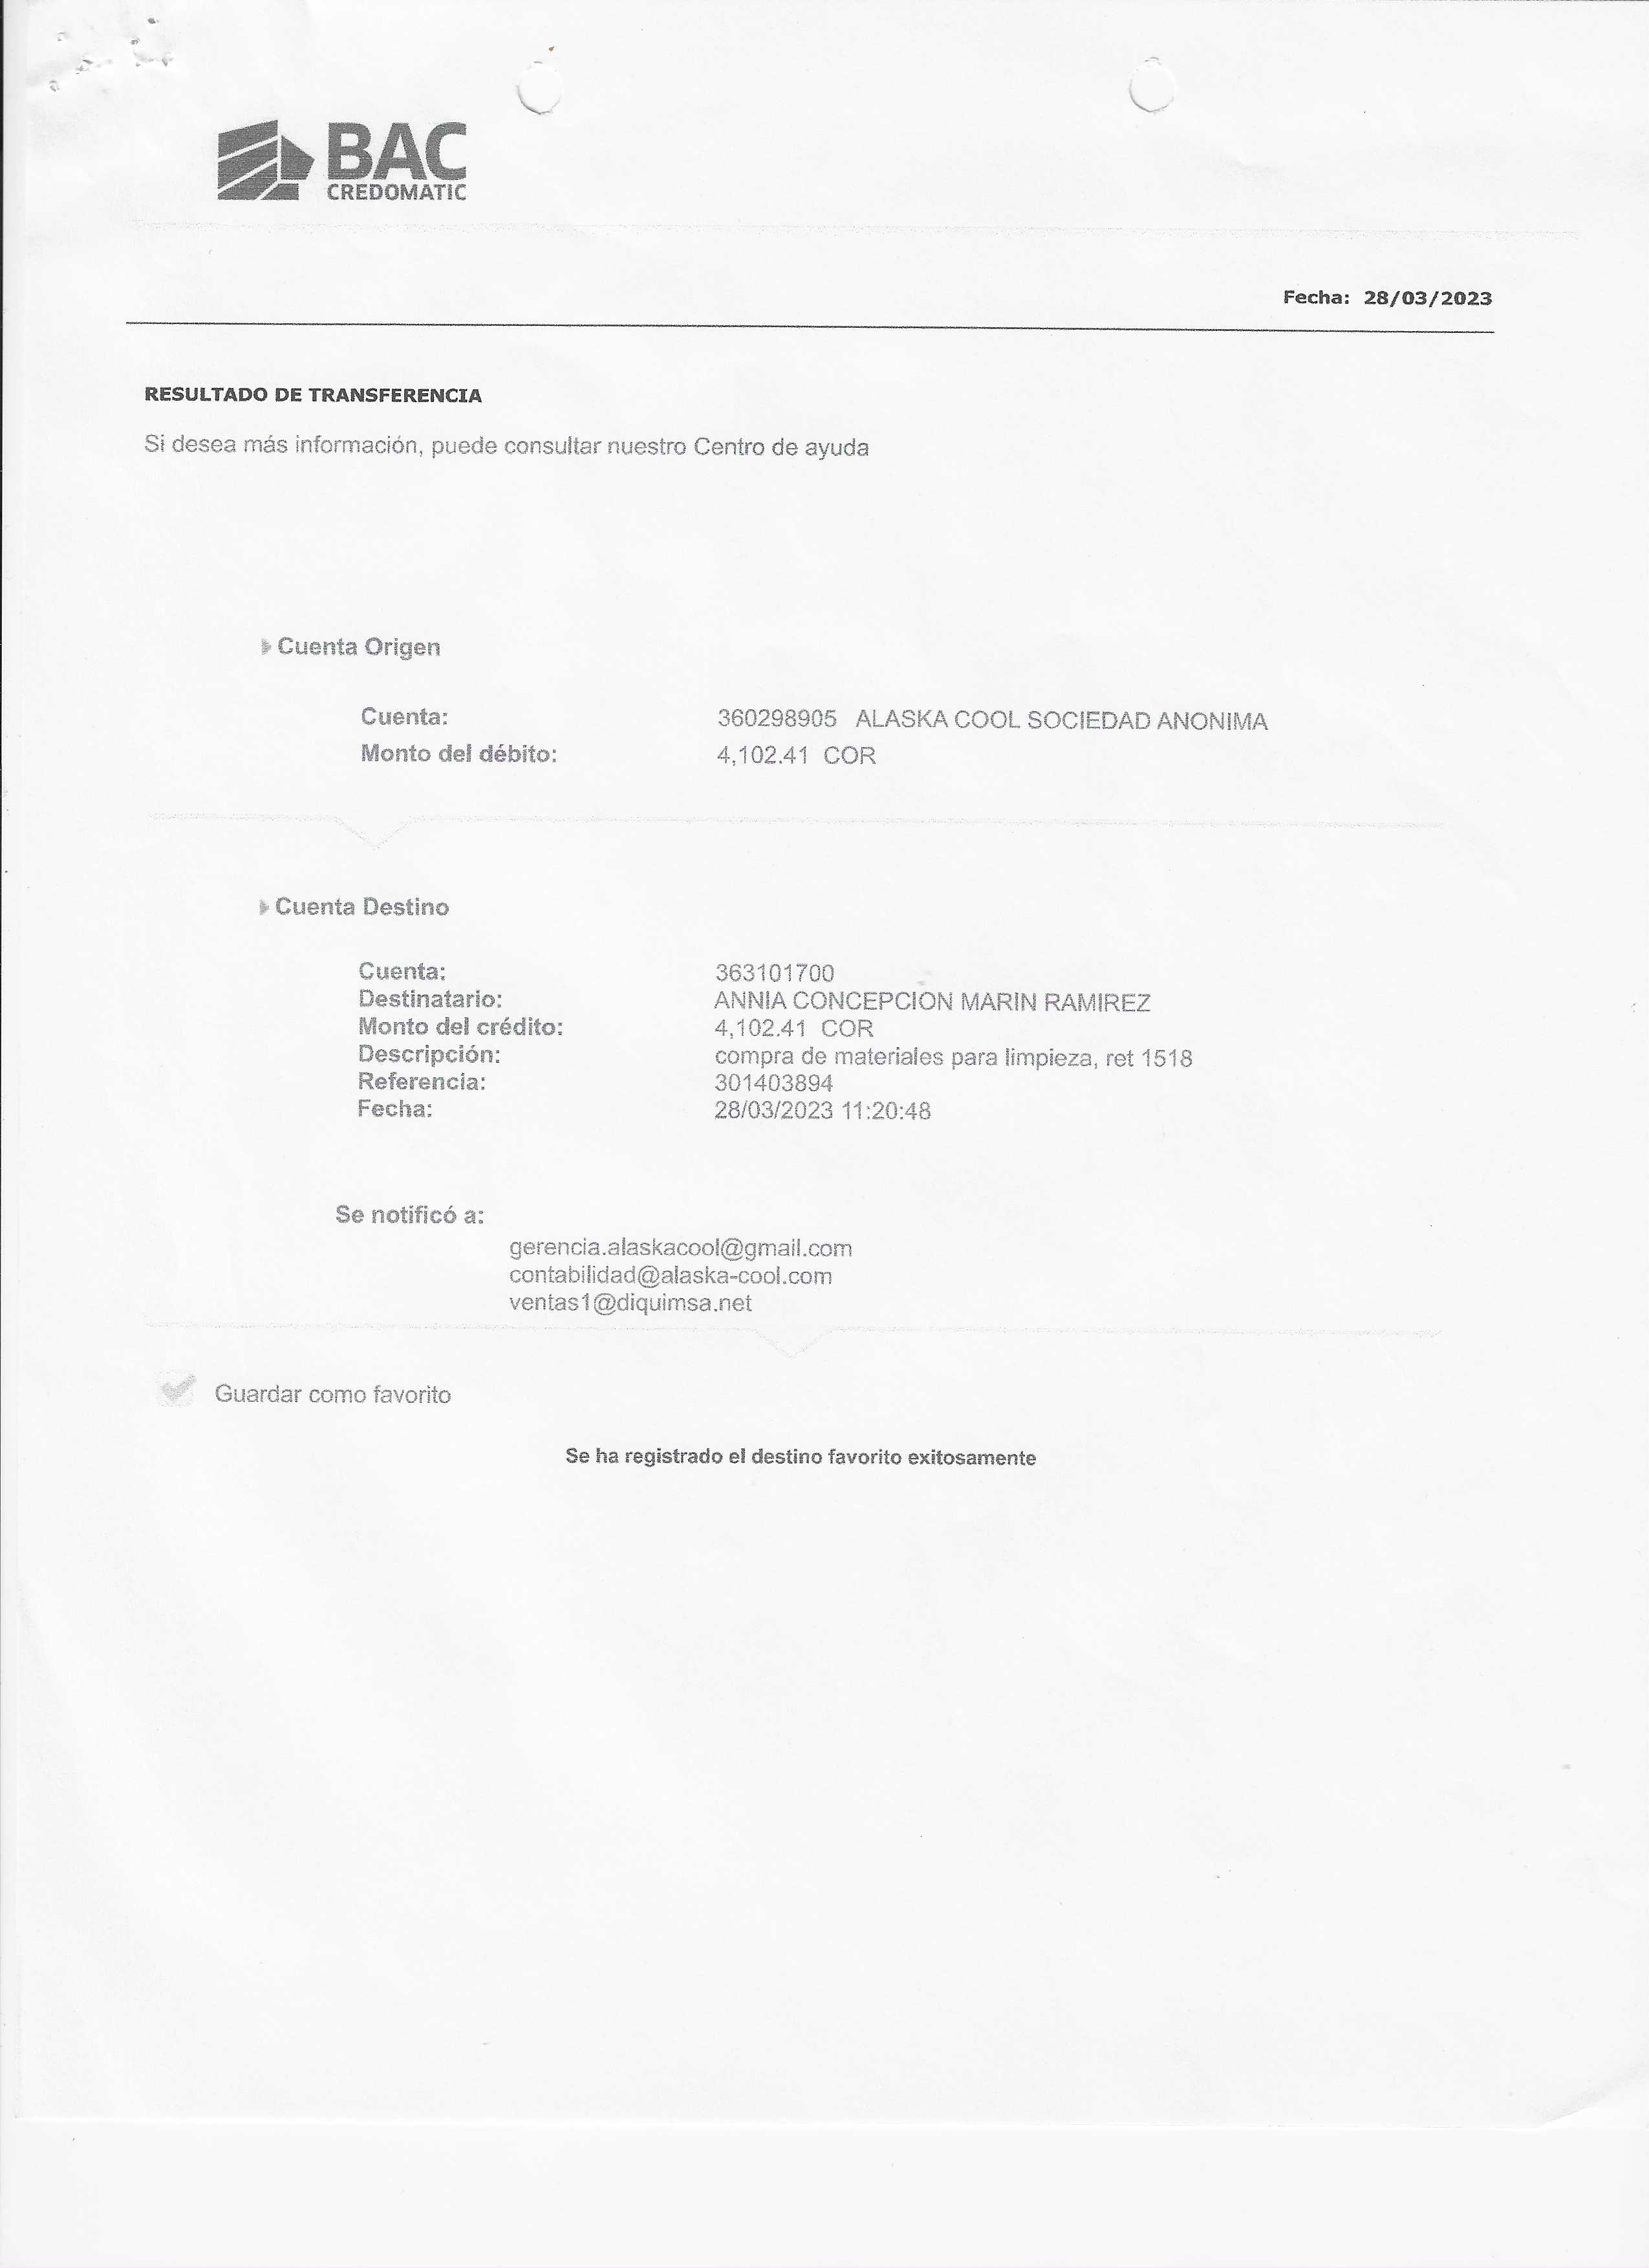 BAC
CREDOMATIC
Fecha: 28/03/2023
RESULTADO DE TRANSFERENCIA
Si desea más información, puede consultar nuestro Centro de ayuda
Cuenta Origen
Cuenta: 360298905 ALASKA COOL SOCIEDAD ANONIMA
Monto del débito: 4,102.41 COR
Cuenta Destino
Cuenta: 363101700
Destinatario: ANNIA CONCEPCION MARIN RAMIREZ
Monto del crédito: 4,102.41 COR
Descripción: compra de materiales para limpieza, ret 1518
Referencia: 301403894
Fecha: 28/03/2023 11:20:48
Se notificó a:
gerencia.alaskacool@gmail.com
contabilidad@alaska-cool.com
ventas1@diquimsa.net
Guardar como favorito
Se ha registrado el destino favorito exitosamente